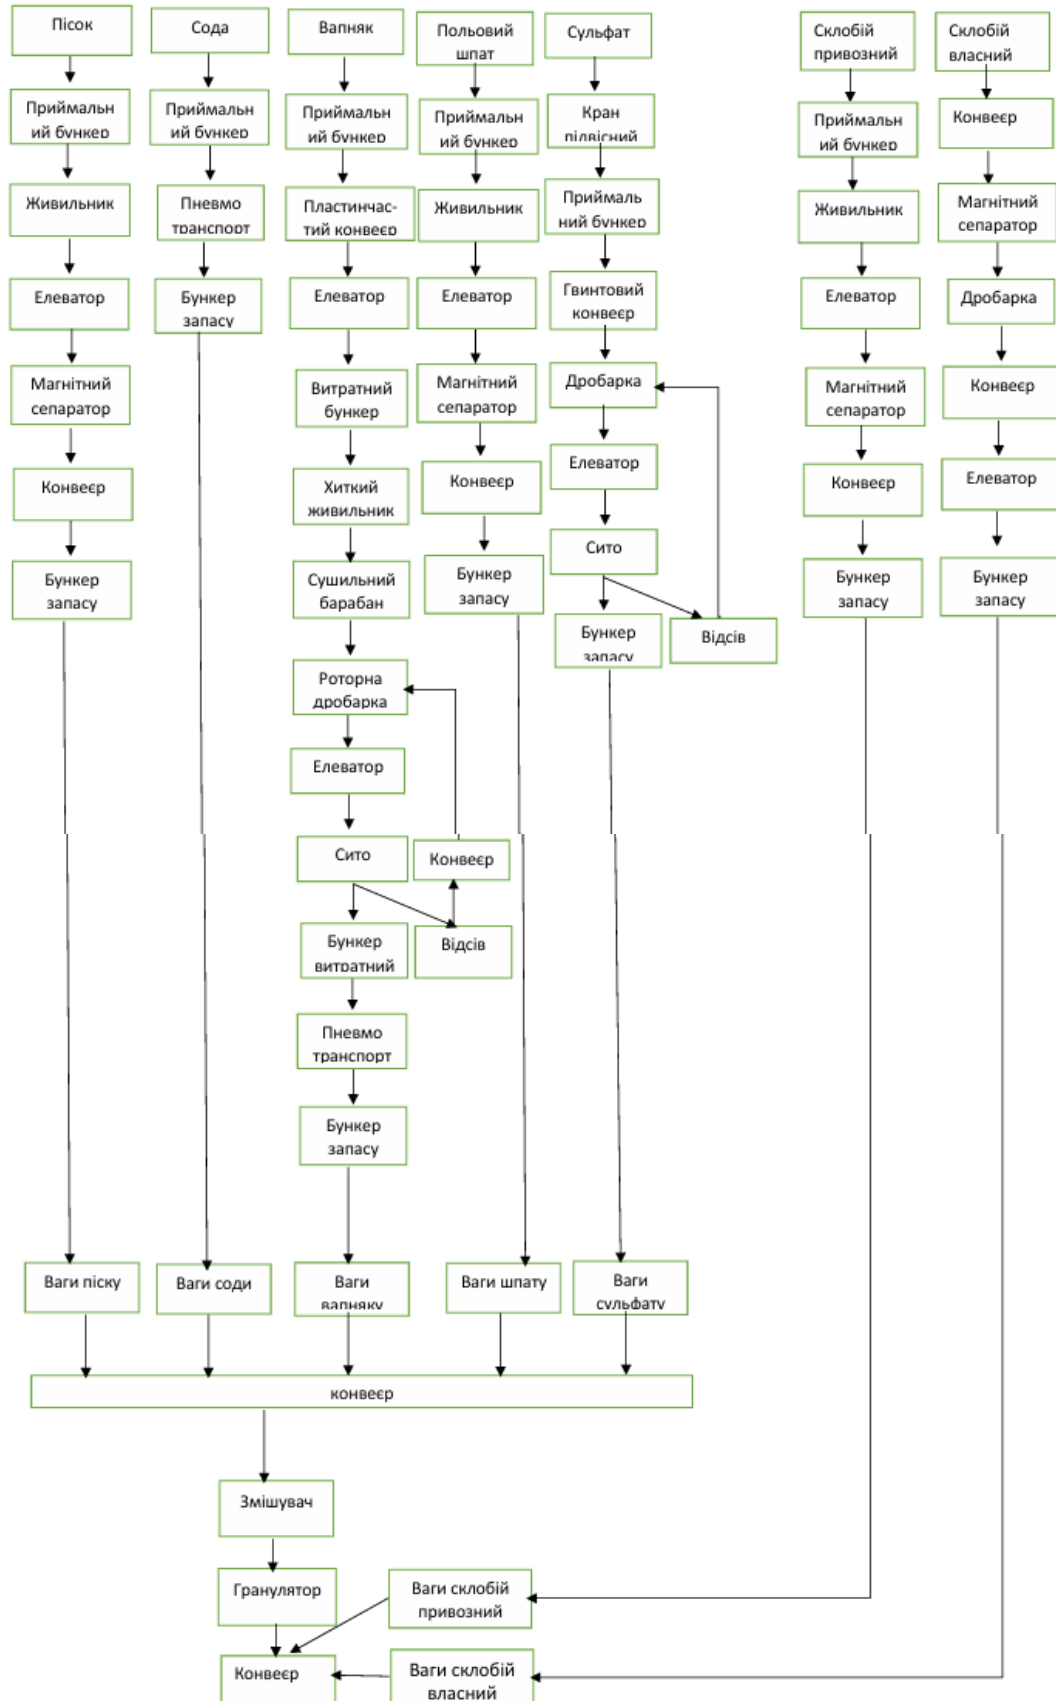 Пісок
Сода
Вапняк
Польовий
шпат
Сульфат
Склобій
привозний
Склобій
власний
Приймальн
ий бункер
Приймальн
ий бункер
Приймальн
ий бункер
Приймальн
ий бункер
Кран
підвісний
Приймальн
ий бункер
Конвеєр
Живильник
Пневмо
транспорт
Пластинчас-
тий конвеєр
Живильник
Приймаль
ний бункер
Живильник
Магнітний
сепаратор
Елеватор
Бункер
запасу
Елеватор
Елеватор
Гвинтовий
конвеєр
Елеватор
Дробарка
Магнітний
сепаратор
Витратний
бункер
Магнітний
сепаратор
Дробарка
Магнітний
сепаратор
Конвеєр
Конвеєр
Хиткий
живильник
Конвеєр
Елеватор
Конвеєр
Елеватор
Бункер
запасу
Сушильний
барабан
Бункер
запасу
Сито
Бункер
запасу
Бункер
запасу
Бункер
запасу
Відсів
Роторна
дробарка
Елеватор
Сито
Конвеєр
Бункер
витратний
Відсів
Пневмо
транспорт
Бункер
запасу
Ваги піску
Ваги соди
Ваги
вапняку
Ваги шпату
Ваги
сульфату
конвеєр
Змішувач
Гранулятор
Ваги склобій
привозний
Конвеєр
Ваги склобій
власний